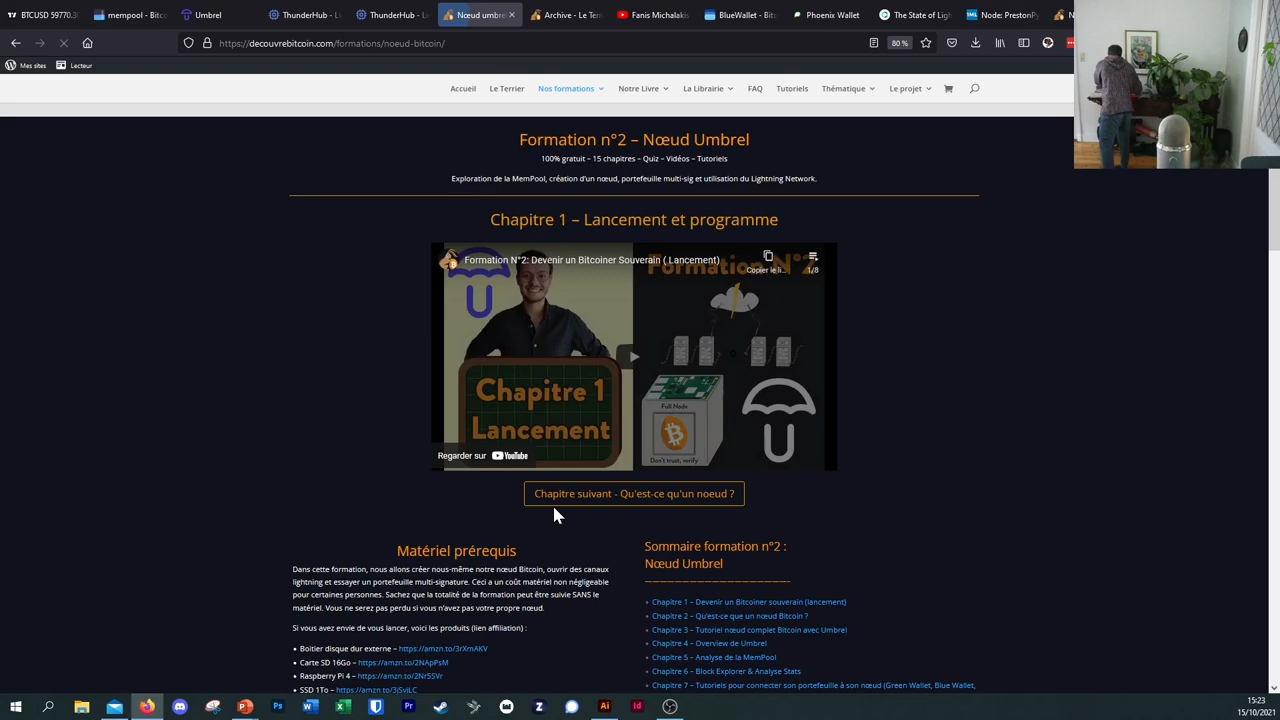 BTCUSD 59770.3
mempool - Bitco
Umbrel
ThunderHub - Li
ThunderHub - Li
Nœud umbrel
Archive - Le Terri
Fanis Michalakis
BlueWallet - Bitc
Phoenix Wallet
The State of Ligh
Node: PrestonPy
https://decouvrebitcoin.com/formations/noeud-bitcoin/
80 %
Mes sites
Lecteur
Accueil
Le Terrier
Nos formations
Notre Livre
La Librairie
FAQ
Tutoriels
Thématique
Le projet
Formation n°2 – Nœud Umbrel
100% gratuit – 15 chapitres – Quiz – Vidéos – Tutoriels
Exploration de la MemPool, création d'un nœud, portefeuille multi-sig et utilisation du Lightning Network.
Chapitre 1 – Lancement et programme
Formation N°2: Devenir un Bitcoiner Souverain ( Lancement)
Copier le li...
1/8
Formation N°2
Chapitre 1
Lancement
Full Node
Don't trust, verify
Regarder sur YouTube
Chapitre suivant - Qu'est-ce qu'un noeud ?
Matériel prérequis
Dans cette formation, nous allons créer nous-même notre nœud Bitcoin, ouvrir des canaux
lightning et essayer un portefeuille multi-signature. Ceci a un coût matériel non négligeable
pour certaines personnes. Sachez que la totalité de la formation peut être suivie SANS le
matériel. Vous ne serez pas perdu si vous n'avez pas votre propre nœud.
Si vous avez envie de vous lancer, voici les produits (lien affiliation) :
• Boitier disque dur externe – https://amzn.to/3rXmAKV
• Carte SD 16Go – https://amzn.to/2NApPsM
• Raspberry Pi 4 – https://amzn.to/2Nr5SVr
• SSD 1To – https://amzn.to/3jSvjLC
Sommaire formation n°2 :
Nœud Umbrel
————————————————–
Chapitre 1 – Devenir un Bitcoiner souverain (lancement)
Chapitre 2 – Qu'est-ce que un nœud Bitcoin ?
Chapitre 3 – Tutoriel nœud complet Bitcoin avec Umbrel
Chapitre 4 – Overview de Umbrel
Chapitre 5 – Analyse de la MemPool
Chapitre 6 – Block Explorer & Analyse Stats
Chapitre 7 – Tutoriels pour connecter son portefeuille à son nœud (Green Wallet, Blue Wallet,
15:23
15/10/2021